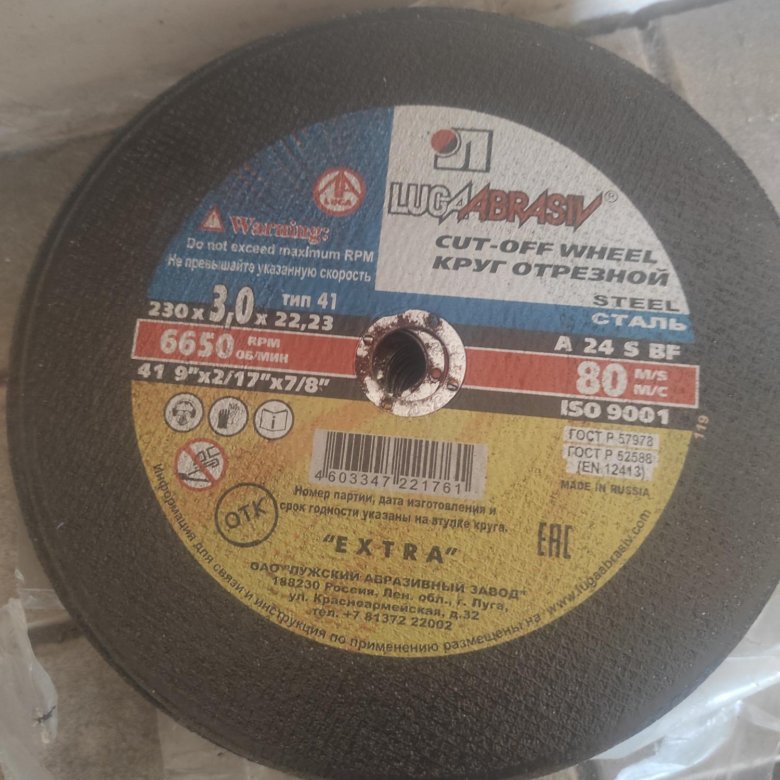 LUGAABRASIV®
CUT-OFF WHEEL
КРУГ ОТРЕЗНОЙ
STEEL
СТАЛЬ
A 24 S BF
80 M/S
М/С
ISO 9001
LUGA
Warning:
Do not exceed maximum RPM
Не превышайте указанную скорость
230 x 3,0 x 22,23 тип 41
6650 RPM
ОБ/МИН
41 9"x2/17"x7/8"
ГОСТ Р 57978
ГОСТ Р 52588
(EN 12413)
MADE IN RUSSIA
119
4603347221761
Номер партии, дата изготовления и
срок годности указаны на втулке круга.
ОТК
"EXTRA"
EAC
ОАО "ЛУЖСКИЙ АБРАЗИВНЫЙ ЗАВОД"
188230 Россия, Лен. обл., г. Луга,
ул. Красноармейская, д.32
тел. +7 81372 22002
Информация для связи и инструкция по применению размещены на www.lugaabrasiv.com